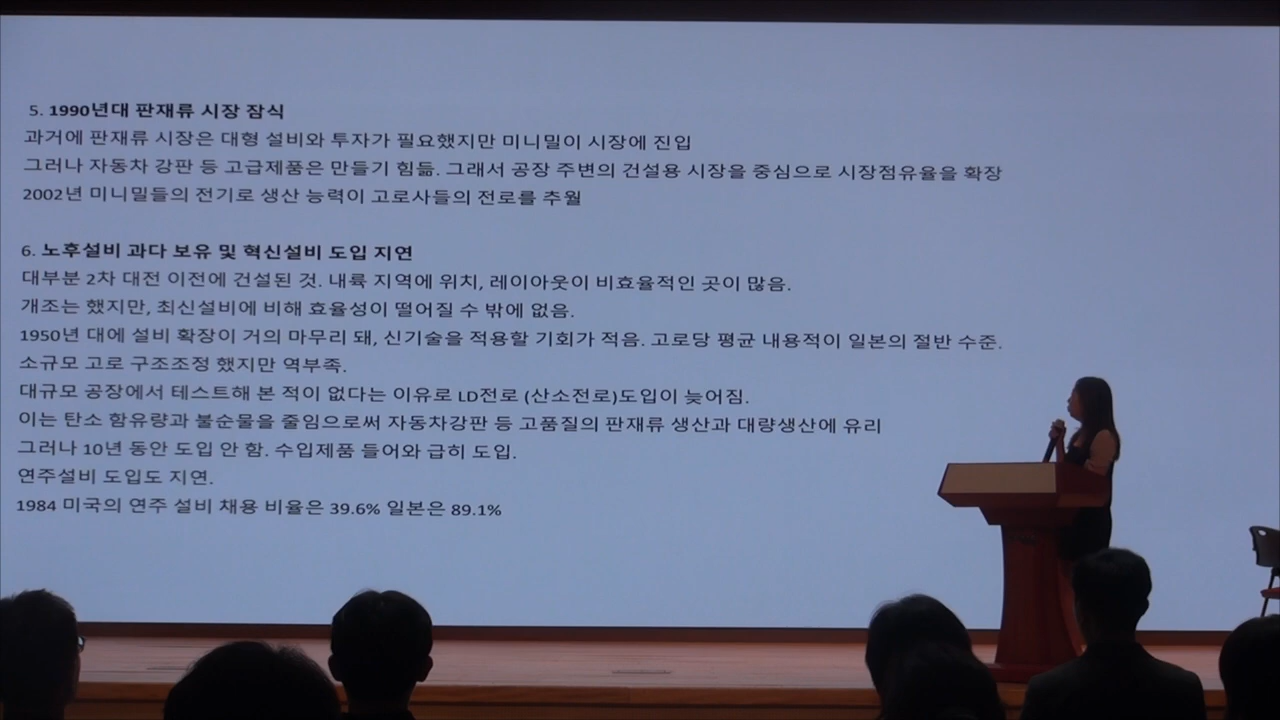 5. 1990년대 판재류 시장 잠식
과거에 판재류 시장은 대형 설비와 투자가 필요했지만 미니밀이 시장에 진입
그러나 자동차 강판 등 고급제품은 만들기 힘듦. 그래서 공장 주변의 건설용 시장을 중심으로 시장점유율을 확장
2002년 미니밀들의 전기로 생산 능력이 고로사들의 전로를 추월
6. 노후설비 과다 보유 및 혁신설비 도입 지연
대부분 2차 대전 이전에 건설된 것. 내륙 지역에 위치, 레이아웃이 비효율적인 곳이 많음.
개조는 했지만, 최신설비에 비해 효율성이 떨어질 수 밖에 없음.
1950년 대에 설비 확장이 거의 마무리 돼, 신기술을 적용할 기회가 적음. 고로당 평균 내용적이 일본의 절반 수준.
소규모 고로 구조조정 했지만 역부족.
대규모 공장에서 테스트해 본 적이 없다는 이유로 LD전로 (산소전로)도입이 늦어짐.
이는 탄소 함유량과 불순물을 줄임으로써 자동차강판 등 고품질의 판재류 생산과 대량생산에 유리
그러나 10년 동안 도입 안 함. 수입제품 들어와 급히 도입.
연주설비 도입도 지연.
1984 미국의 연주 설비 채용 비율은 39.6% 일본은 89.1%